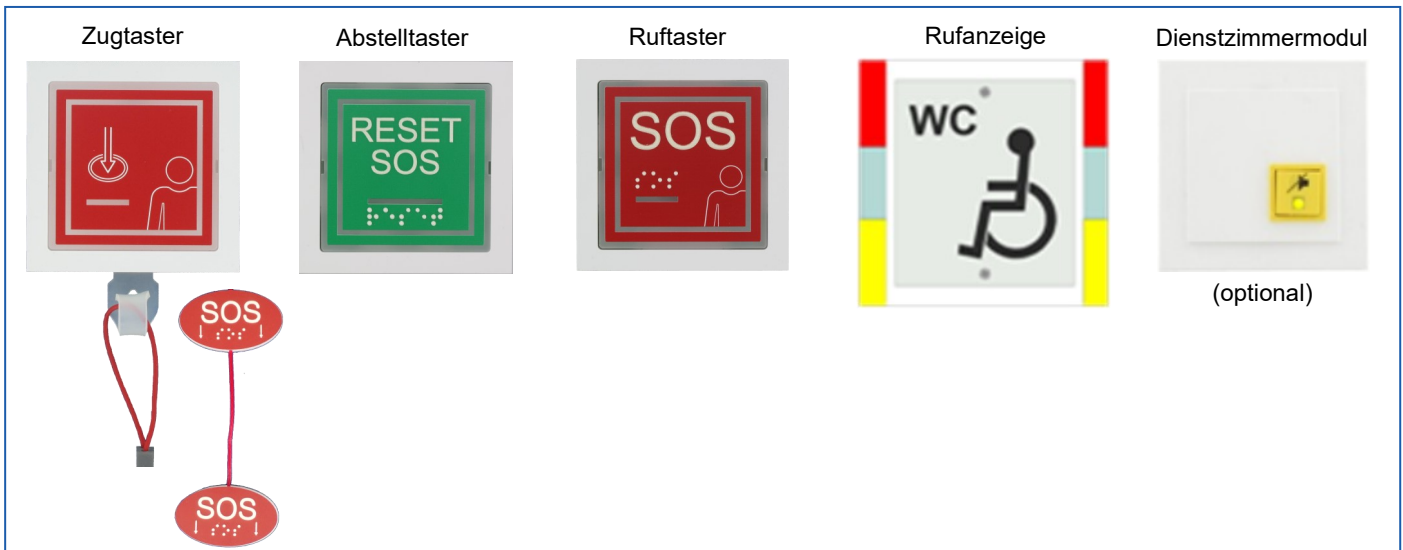 Zugtaster
Abstelltaster
Ruftaster
Rufanzeige
Dienstzimmermodul
RESET
SOS
SOS
WC
(optional)
SOS
SOS